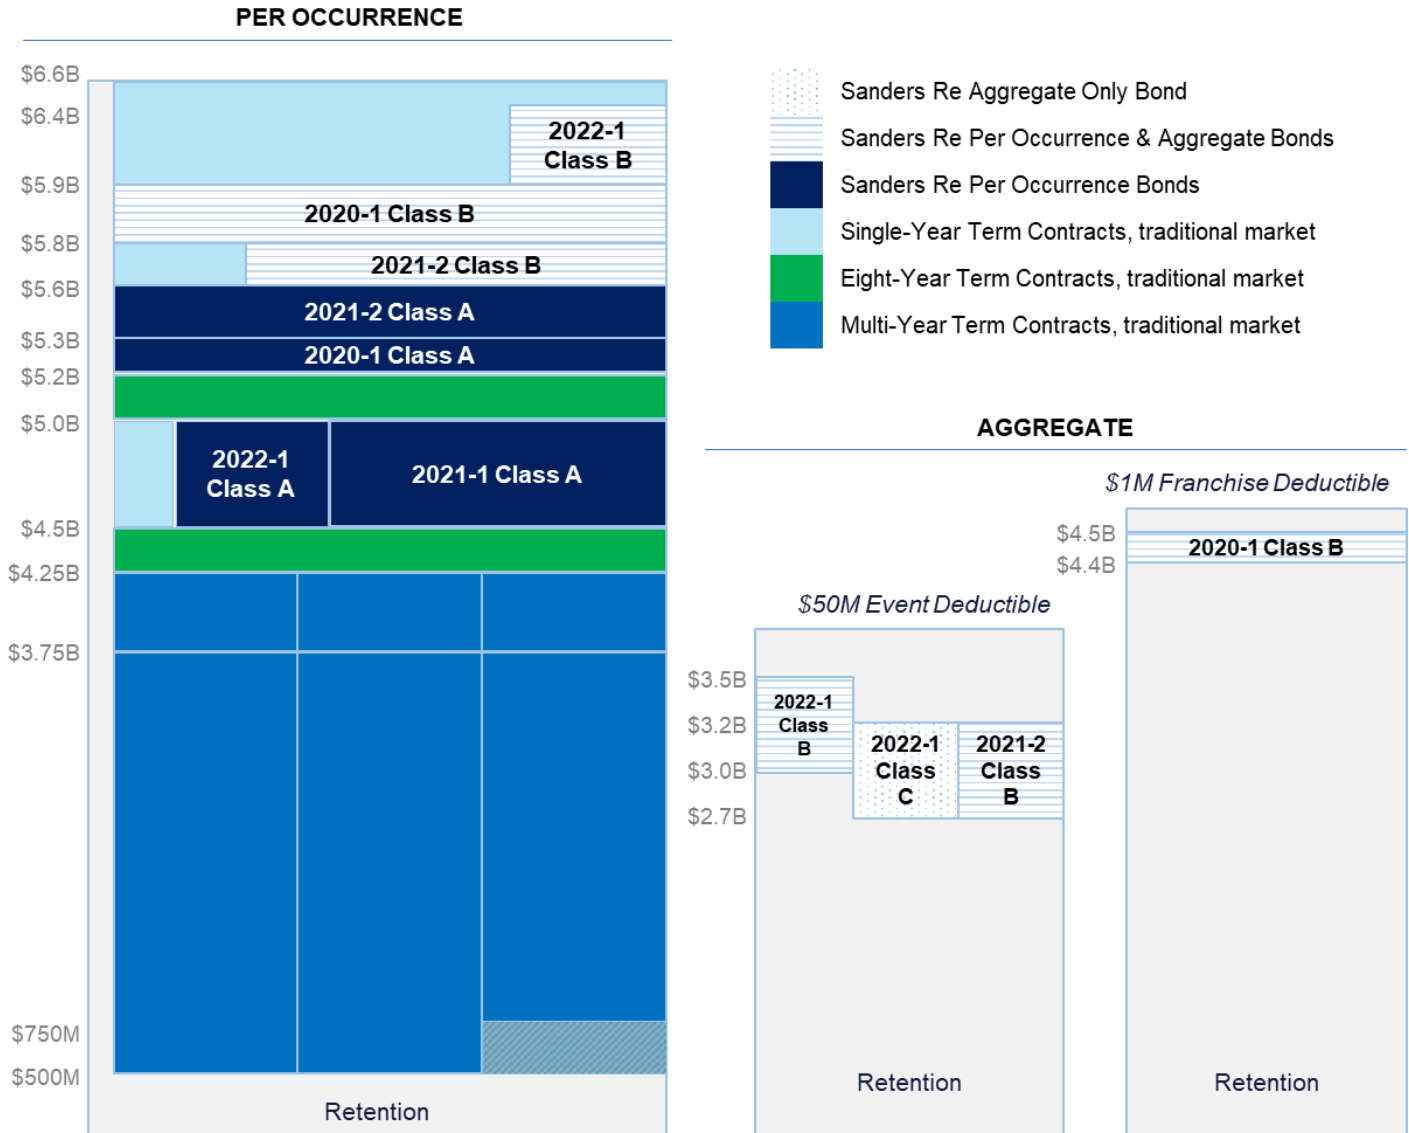 PER OCCURRENCE
$6.6B
$6.4B
2022-1
Class B
$5.9B
2020-1 Class B
$5.8B
2021-2 Class B
$5.6B
2021-2 Class A
$5.3B
2020-1 Class A
$5.2B
$5.0B
2022-1
Class A
2021-1 Class A
$4.5B
$4.25B
$3.75B
$750M
$500M
Retention
Sanders Re Aggregate Only Bond
Sanders Re Per Occurrence & Aggregate Bonds
Sanders Re Per Occurrence Bonds
Single-Year Term Contracts, traditional market
Eight-Year Term Contracts, traditional market
Multi-Year Term Contracts, traditional market
AGGREGATE
$50M Event Deductible
$3.5B
$3.2B
$3.0B
$2.7B
2022-1
Class
B
2022-1
Class
C
2021-2
Class
B
Retention
$1M Franchise Deductible
$4.5B
2020-1 Class B
$4.4B
Retention